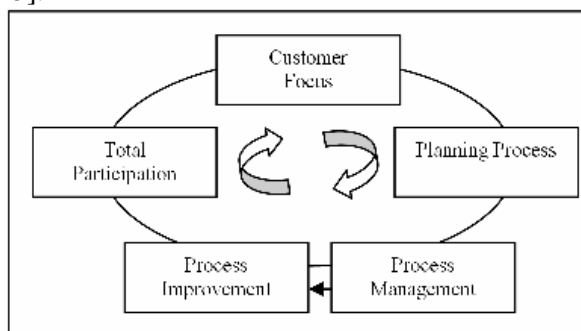 Customer
Focus
Total
Participation
Planning Process
Process
Improvement
Process
Management